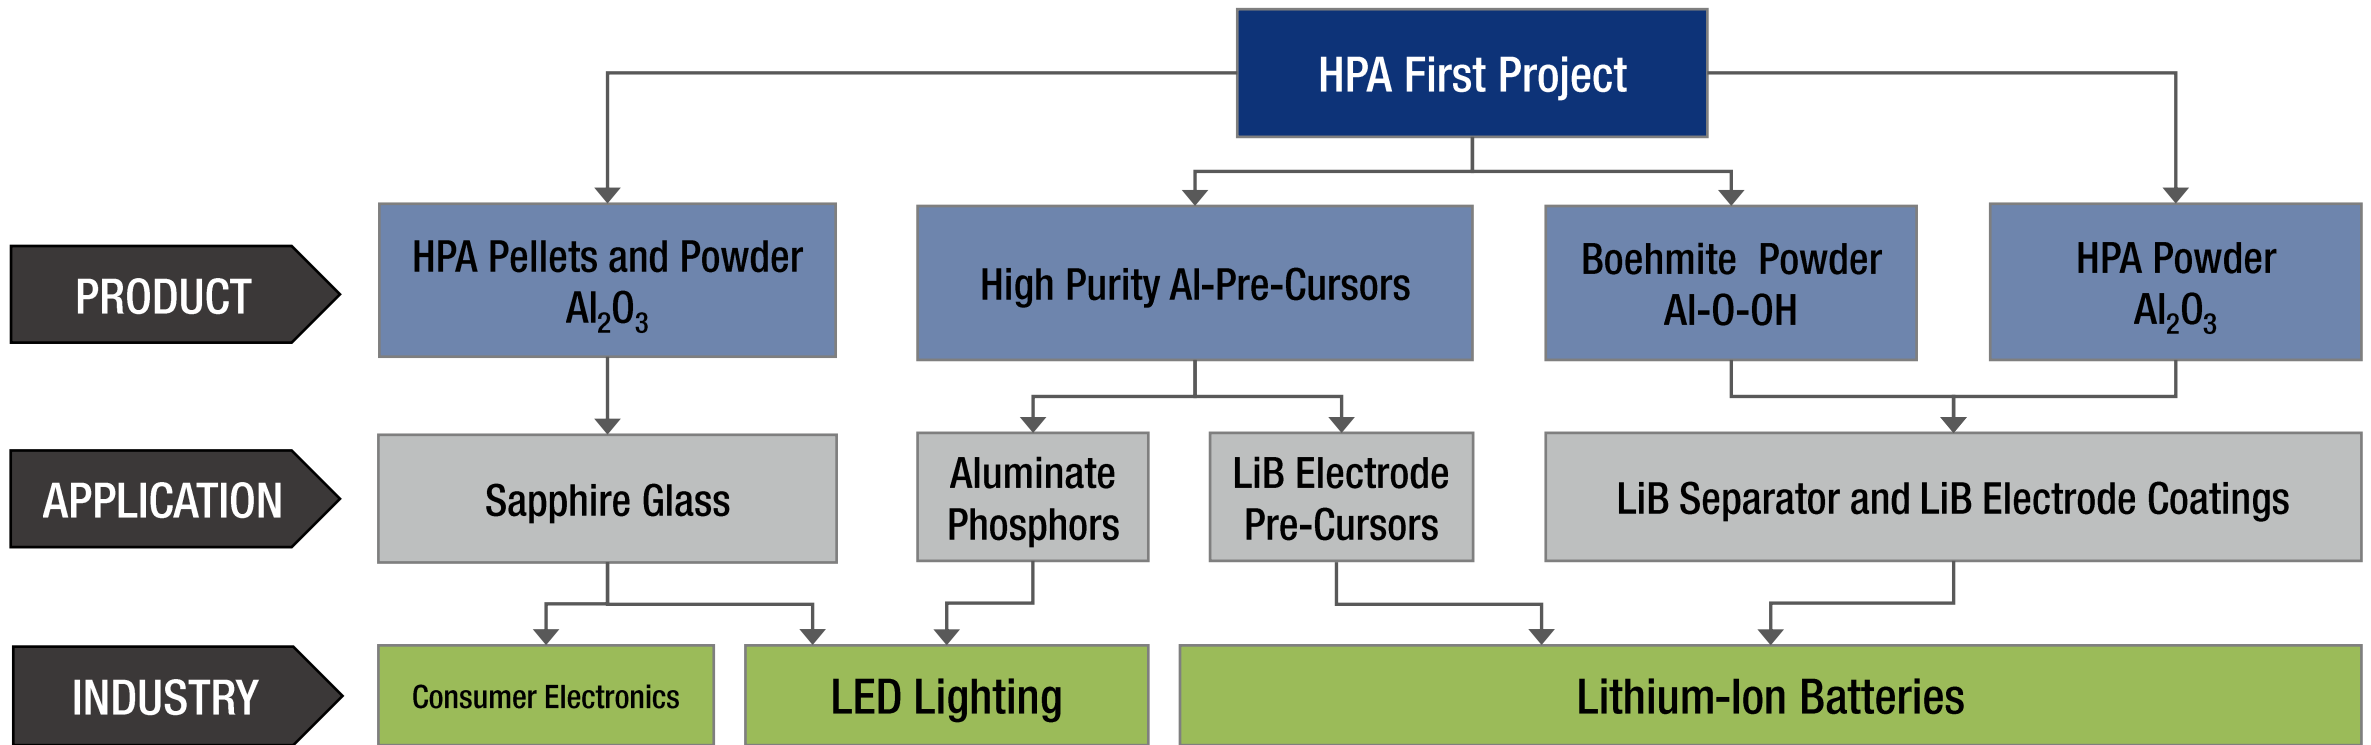 HPA First Project
PRODUCT
HPA Pellets and Powder
Al₂O₃
High Purity Al-Pre-Cursors
Boehmite Powder
Al-O-OH
HPA Powder
Al₂O₃
APPLICATION
Sapphire Glass
Aluminate
Phosphors
LiB Electrode
Pre-Cursors
LiB Separator and LiB Electrode Coatings
INDUSTRY
Consumer Electronics
LED Lighting
Lithium-Ion Batteries